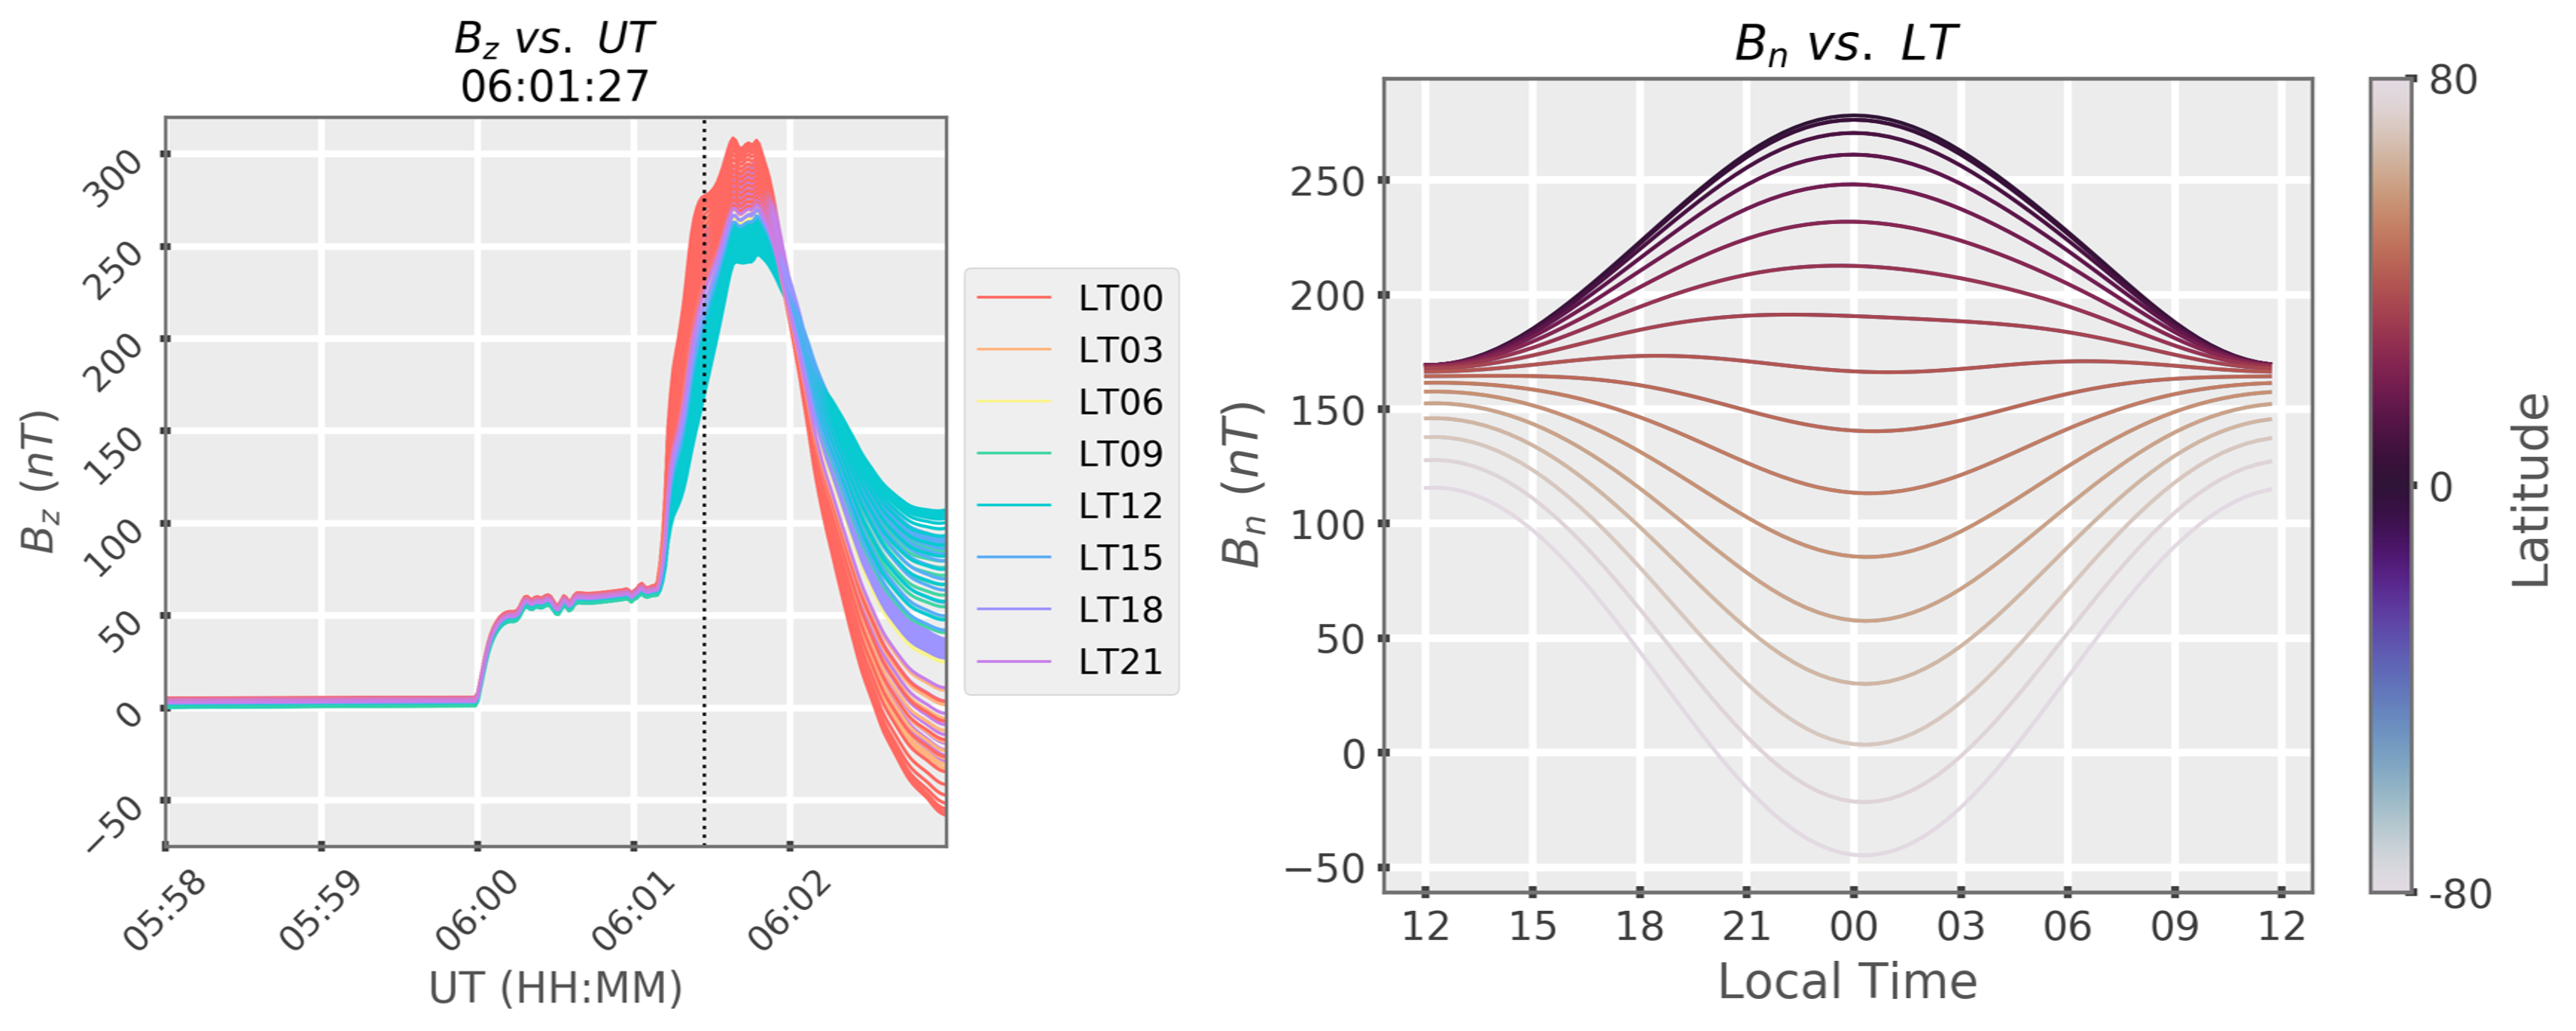 B_z vs. UT
06:01:27
B_z (nT)
300
250
200
150
100
50
0
−50
05:58
05:59
06:00
06:01
06:02
UT (HH:MM)
LT00
LT03
LT06
LT09
LT12
LT15
LT18
LT21
B_n vs. LT
B_n (nT)
250
200
150
100
50
0
−50
12
15
18
21
00
03
06
09
12
Local Time
80
0
-80
Latitude